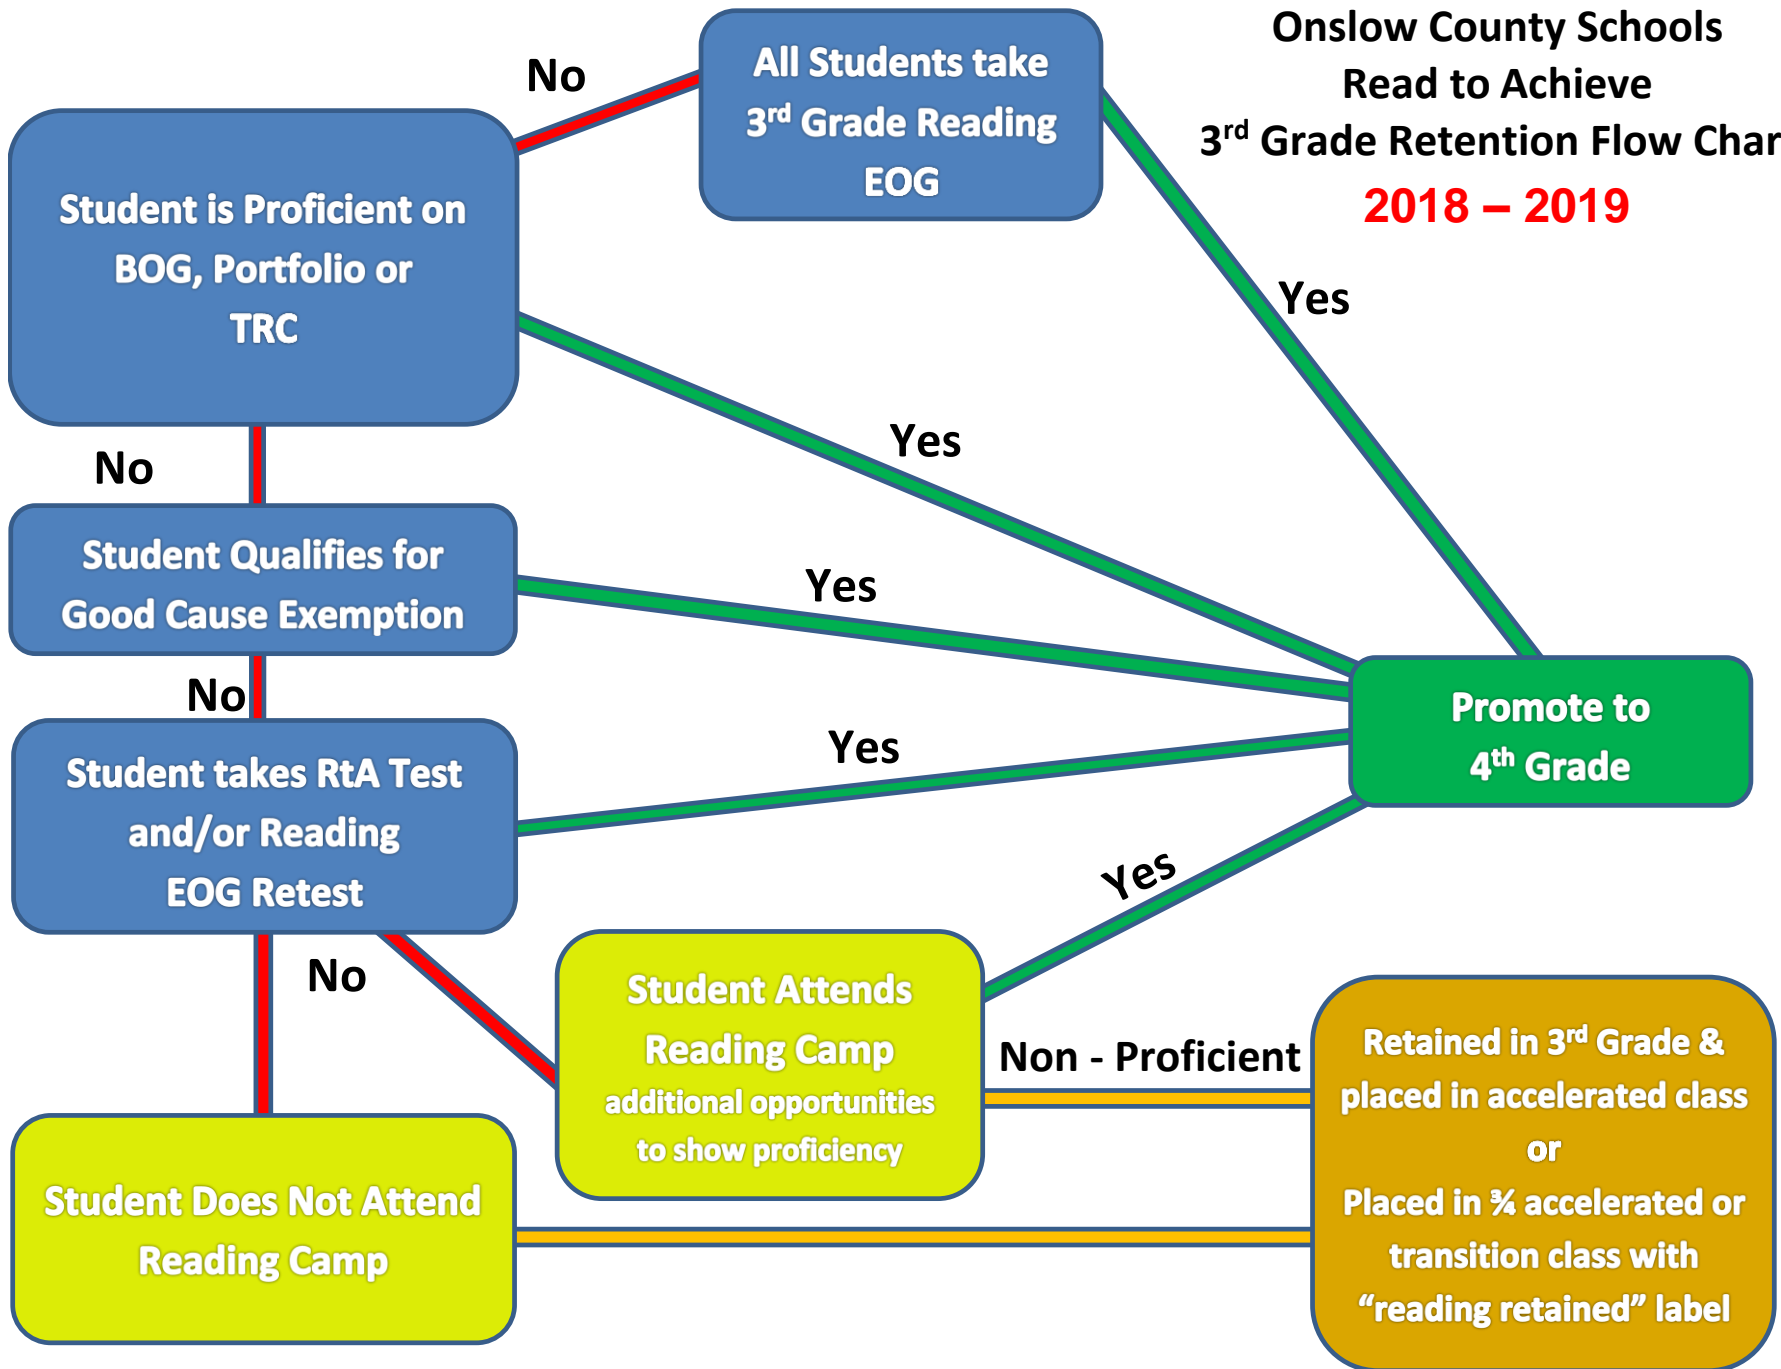 Onslow County Schools
Read to Achieve
3rd Grade Retention Flow Char
2018 – 2019
No
All Students take
3rd Grade Reading
EOG
Yes
Student is Proficient on
BOG, Portfolio or
TRC
Yes
No
Student Qualifies for
Good Cause Exemption
Yes
No
Student takes RtA Test
and/or Reading
EOG Retest
Yes
Promote to
4th Grade
Yes
No
Student Attends
Reading Camp
additional opportunities
to show proficiency
Non - Proficient
Retained in 3rd Grade &
placed in accelerated class
or
Placed in ¾ accelerated or
transition class with
“reading retained” label
Student Does Not Attend
Reading Camp